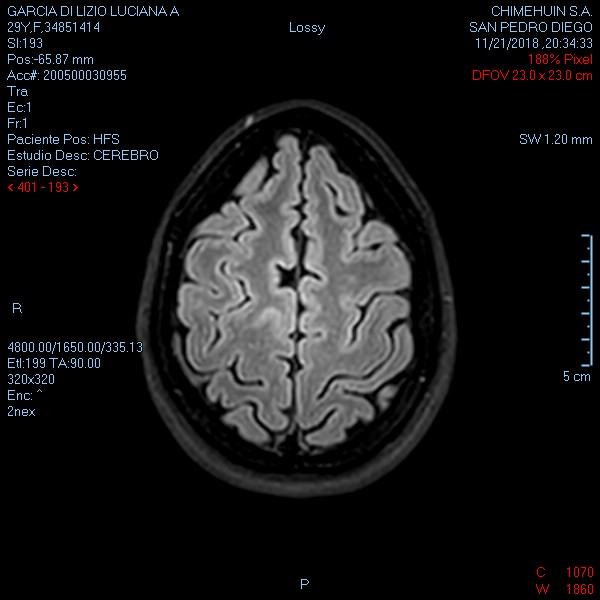 GARCIA DI LIZIO LUCIANA A
29Y,F,34851414
Sl:193
Pos:-65.87 mm
Acc#: 200500030955
Tra
Ec:1
Fr:1
Paciente Pos: HFS
Estudio Desc: CEREBRO
Serie Desc:
< 401 - 193 >
Lossy
CHIMEHUIN S.A.
SAN PEDRO DIEGO
11/21/2018 ,20:34:33
188% Pixel
DFOV 23.0 x 23.0 cm
SW 1.20 mm
R
5 cm
4800.00/1650.00/335.13
Etl:199 TA:90.00
320x320
Enc: ^
2nex
P
C 1070
W 1860